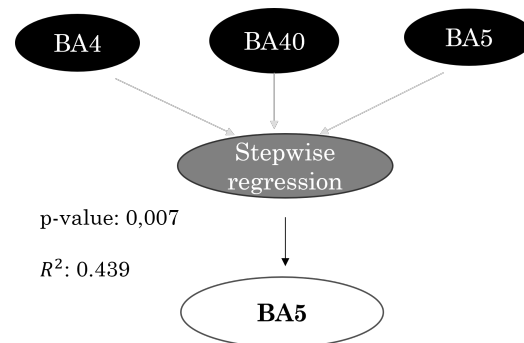 BA4
BA40
BA5
Stepwise
regression
p-value: 0,007
R²: 0.439
BA5